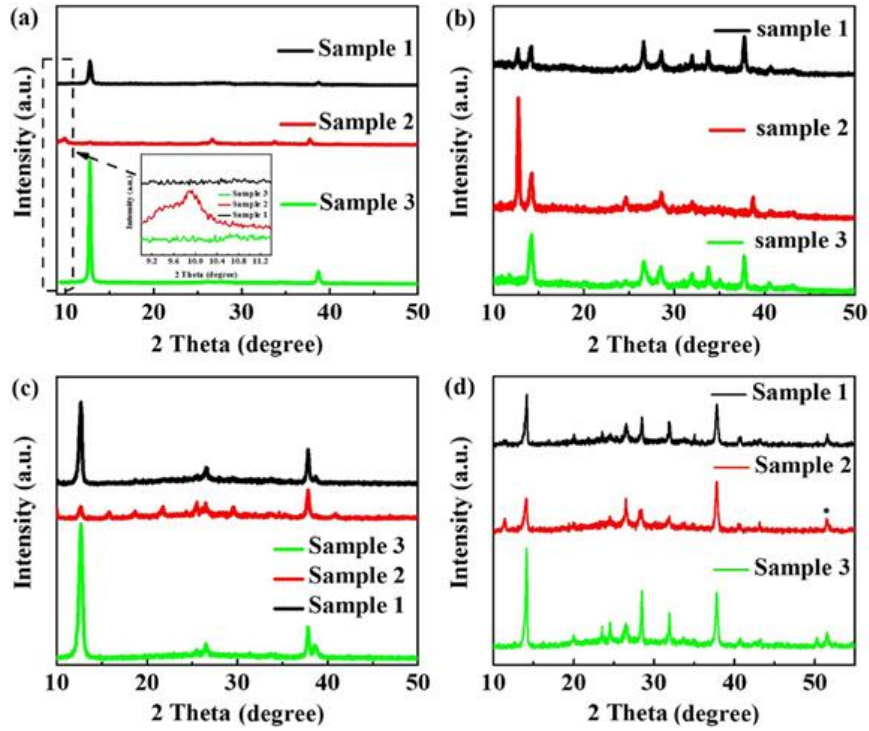 (a)
Sample 1
Sample 2
Sample 3
Intensity (a.u.)
Intensity (a.u.)
Sample 3
Sample 2
Sample 1
9.2 9.6 10.0 10.4 10.8 11.2
2 Theta (degree)
10 20 30 40 50
2 Theta (degree)
(b)
sample 1
sample 2
sample 3
Intensity (a.u.)
10 20 30 40 50
2 Theta (degree)
(c)
Sample 3
Sample 2
Sample 1
Intensity (a.u.)
10 20 30 40 50
2 Theta (degree)
(d)
Sample 1
Sample 2
*
Sample 3
Intensity (a.u.)
10 20 30 40 50
2 Theta (degree)